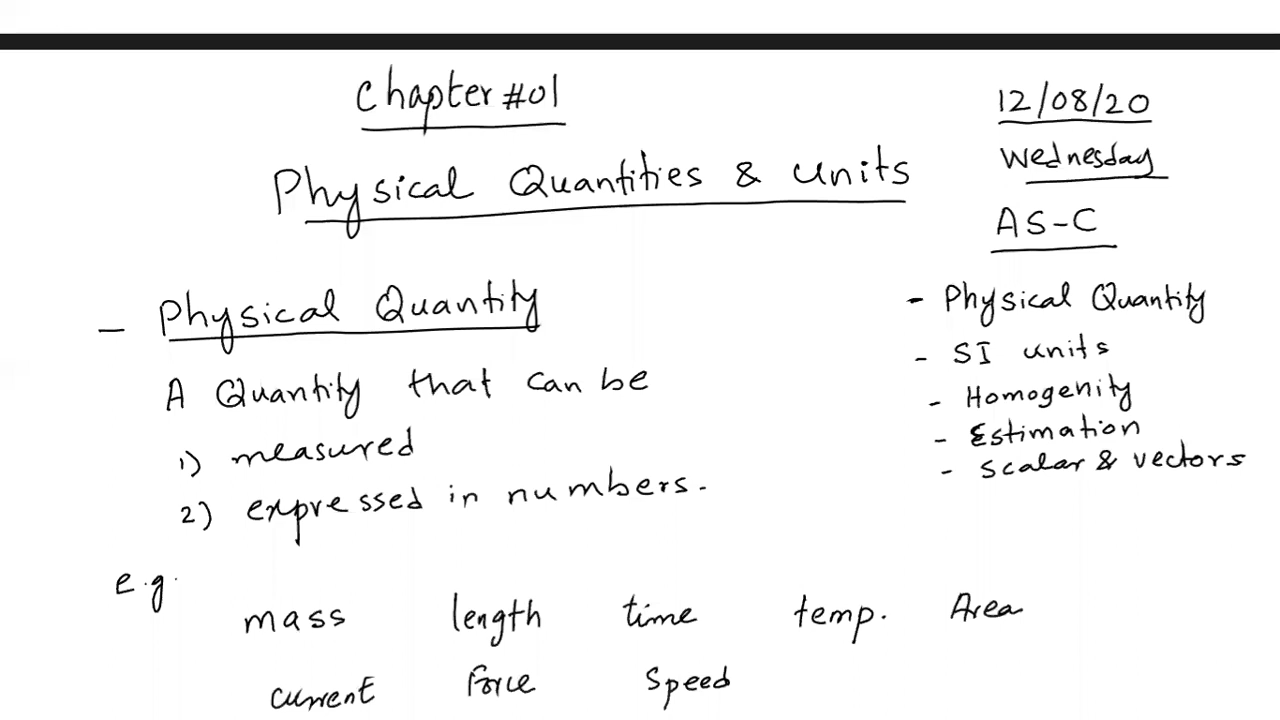 Chapter #01
Physical Quantities & units
12/08/20
Wednesday
AS-C
- Physical Quantity
- SI units
- Homogenity
- Estimation
- Scalar & vectors
- Physical Quantity
A Quantity that can be
1) measured
2) expressed in numbers.
e.g.
mass length time temp. Area
current Force Speed